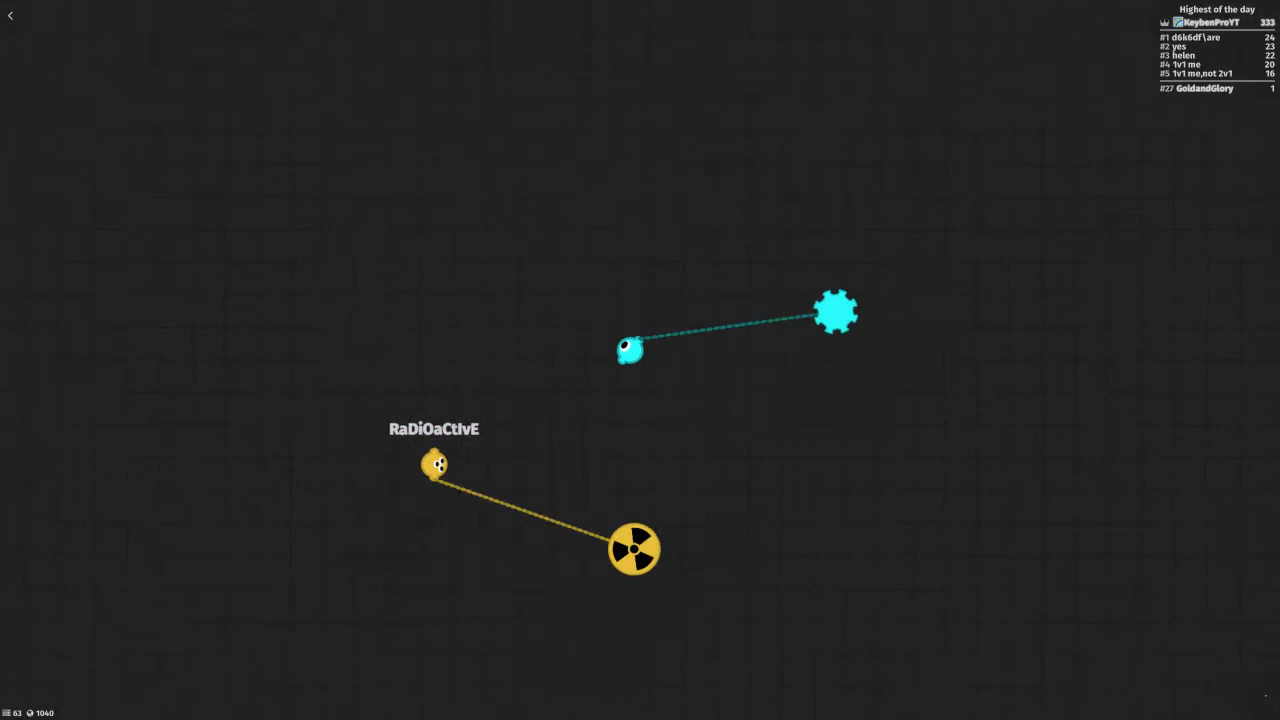 Highest of the day
KeybenProYT 333
#1 d6k6df\are 24
#2 yes 23
#3 helen 22
#4 1v1 me 20
#5 1v1 me,not 2v1 16
#27 GoldandGlory 1
RaDiOaCtIvE
63 1040